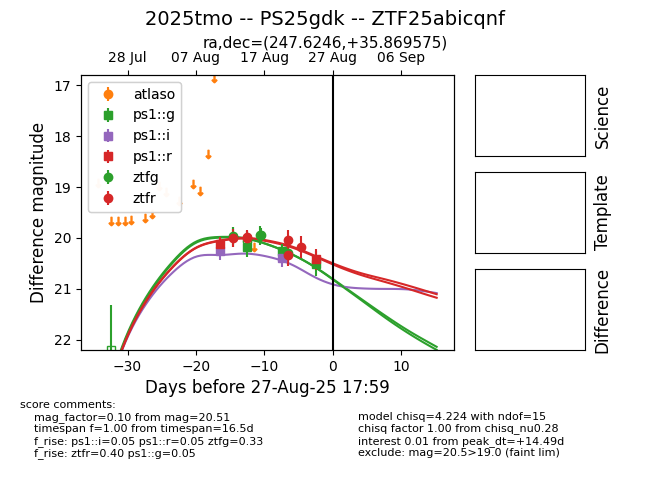 2025tmo -- PS25gdk -- ZTF25abicqnf
ra,dec=(247.6246,+35.869575)
28 Jul 07 Aug 17 Aug 27 Aug 06 Sep
17
18
19
20
21
22
Difference magnitude
atlaso
ps1::g
ps1::i
ps1::r
ztfg
ztfr
−30 −20 −10 0 10
Days before 27-Aug-25 17:59
Science
Template
Difference
score comments:
mag_factor=0.10 from mag=20.51
timespan f=1.00 from timespan=16.5d
f_rise: ps1::i=0.05 ps1::r=0.05 ztfg=0.33
f_rise: ztfr=0.40 ps1::g=0.05
model chisq=4.224 with ndof=15
chisq factor 1.00 from chisq_nu0.28
interest 0.01 from peak_dt=+14.49d
exclude: mag=20.5>19.0 (faint lim)